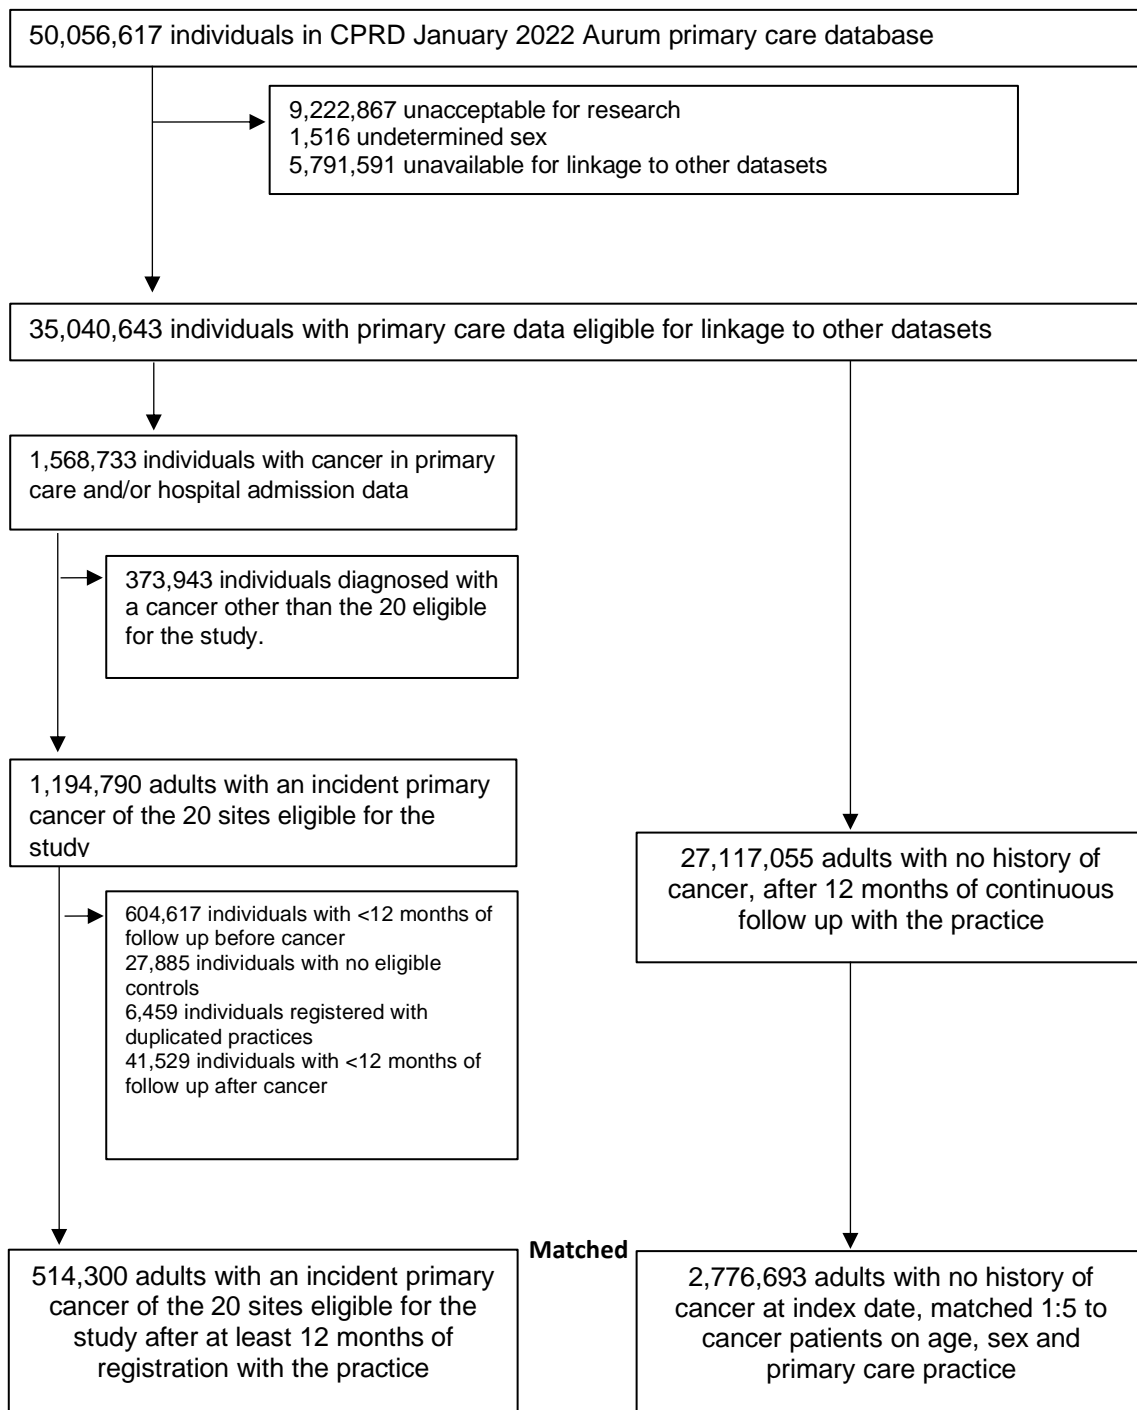 50,056,617 individuals in CPRD January 2022 Aurum primary care database
9,222,867 unacceptable for research
1,516 undetermined sex
5,791,591 unavailable for linkage to other datasets
35,040,643 individuals with primary care data eligible for linkage to other datasets
1,568,733 individuals with cancer in primary
care and/or hospital admission data
373,943 individuals diagnosed with
a cancer other than the 20 eligible
for the study.
1,194,790 adults with an incident primary
cancer of the 20 sites eligible for the
study
27,117,055 adults with no history of
cancer, after 12 months of continuous
follow up with the practice
604,617 individuals with <12 months of
follow up before cancer
27,885 individuals with no eligible
controls
6,459 individuals registered with
duplicated practices
41,529 individuals with <12 months of
follow up after cancer
Matched
514,300 adults with an incident primary
cancer of the 20 sites eligible for the
study after at least 12 months of
registration with the practice
2,776,693 adults with no history of
cancer at index date, matched 1:5 to
cancer patients on age, sex and
primary care practice